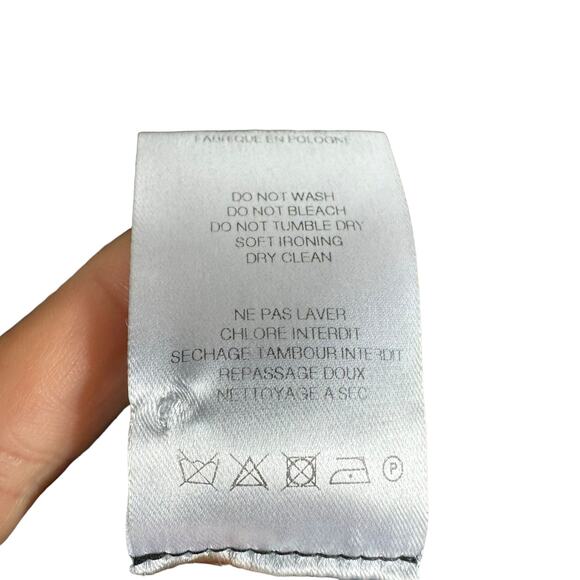 FABRIQUE EN POLOGNE
DO NOT WASH
DO NOT BLEACH
DO NOT TUMBLE DRY
SOFT IRONING
DRY CLEAN
NE PAS LAVER
CHLORE INTERDIT
SECHAGE TAMBOUR INTERDIT
REPASSAGE DOUX
NETTOYAGE A SEC
P